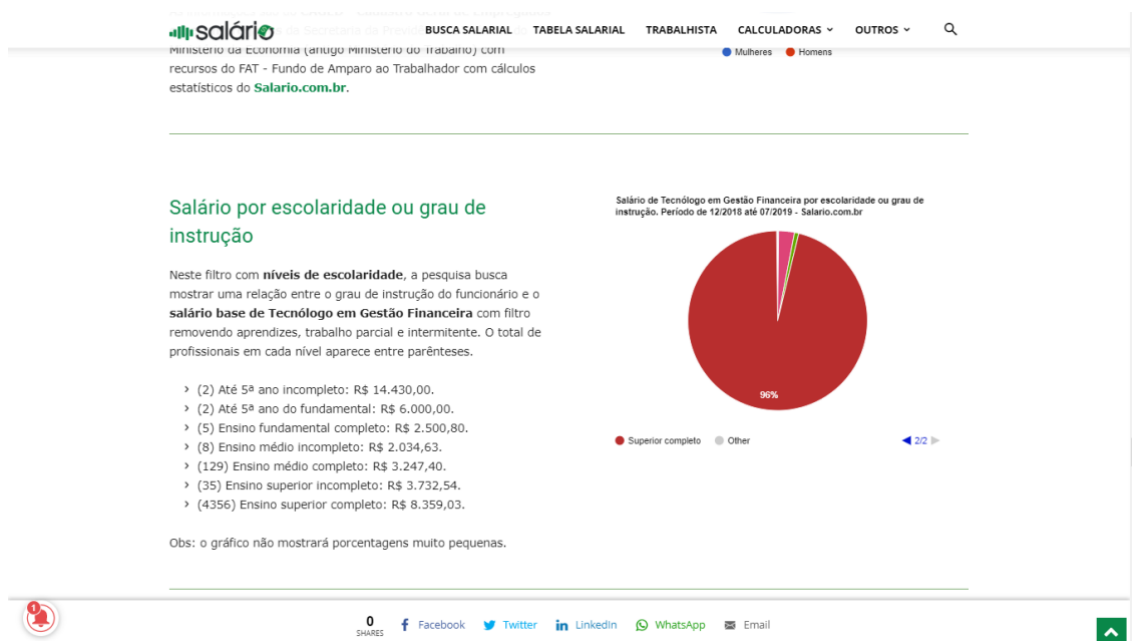 salário
BUSCA SALARIAL TABELA SALARIAL TRABALHISTA CALCULADORAS OUTROS
Ministério da Economia (antigo Ministério do Trabalho) com
recursos do FAT - Fundo de Amparo ao Trabalhador com cálculos
estatísticos do Salario.com.br.
Mulheres Homens
Salário por escolaridade ou grau de
instrução
Neste filtro com níveis de escolaridade, a pesquisa busca
mostrar uma relação entre o grau de instrução do funcionário e o
salário base de Tecnólogo em Gestão Financeira com filtro
removendo aprendizes, trabalho parcial e intermitente. O total de
profissionais em cada nível aparece entre parênteses.
(2) Até 5ª ano incompleto: R$ 14.430,00.
(2) Até 5ª ano do fundamental: R$ 6.000,00.
(5) Ensino fundamental completo: R$ 2.500,80.
(8) Ensino médio incompleto: R$ 2.034,63.
(129) Ensino médio completo: R$ 3.247,40.
(35) Ensino superior incompleto: R$ 3.732,54.
(4356) Ensino superior completo: R$ 8.359,03.
Obs: o gráfico não mostrará porcentagens muito pequenas.
Salário de Tecnólogo em Gestão Financeira por escolaridade ou grau de
instrução. Período de 12/2018 até 07/2019 - Salario.com.br
96%
Superior completo Other 2/2
1
0
SHARES
Facebook Twitter LinkedIn WhatsApp Email